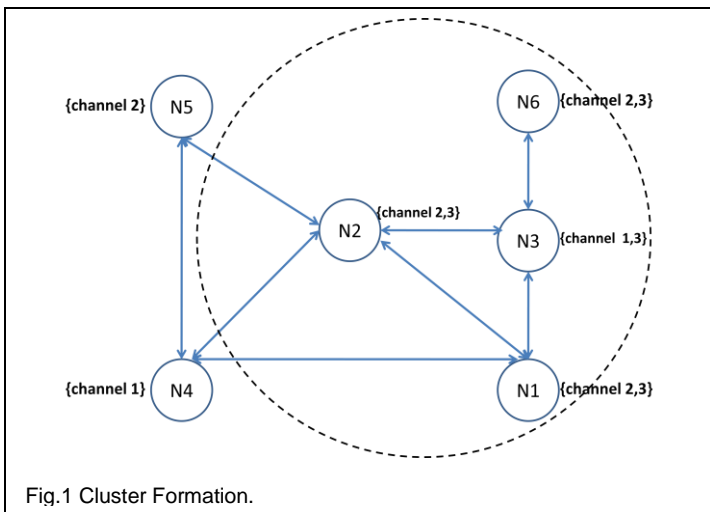 {channel 2} N5
N6 {channel 2,3}
N2 {channel 2,3}
N3 {channel 1,3}
{channel 1} N4
N1 {channel 2,3}
Fig.1 Cluster Formation.